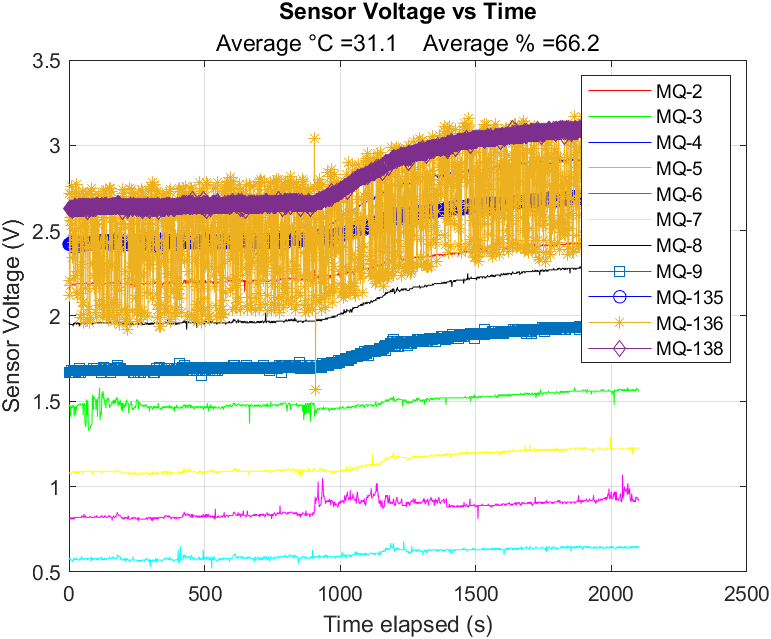 Sensor Voltage vs Time
Average °C =31.1 Average % =66.2
3.5
3
2.5
2
1.5
1
0.5
Sensor Voltage (V)
MQ-2
MQ-3
MQ-4
MQ-5
MQ-6
MQ-7
MQ-8
MQ-9
MQ-135
MQ-136
MQ-138
0 500 1000 1500 2000 2500
Time elapsed (s)